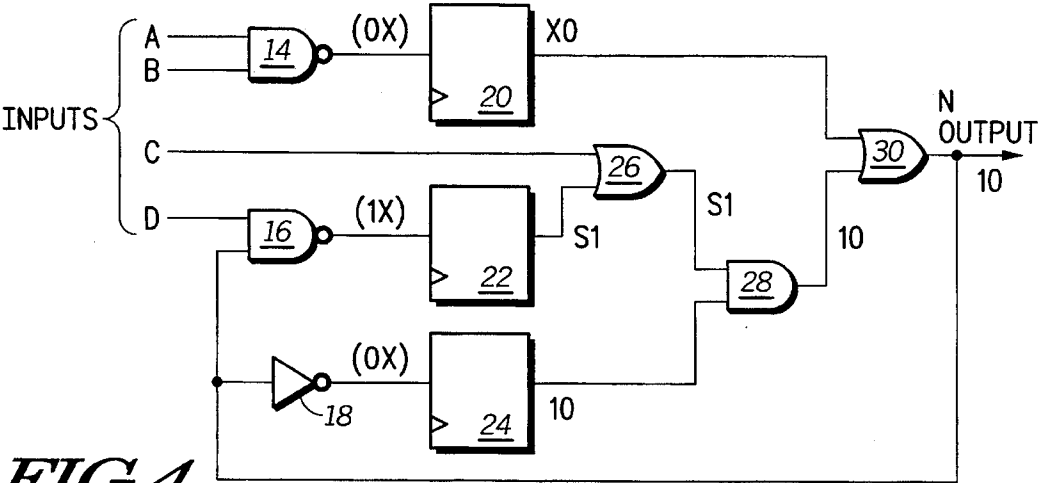 A
B
14
(0X)
20
X0
INPUTS
C
26
N
OUTPUT
30
10
D
16
(1X)
22
S1
S1
28
10
18
(0X)
24
10
FIG.4